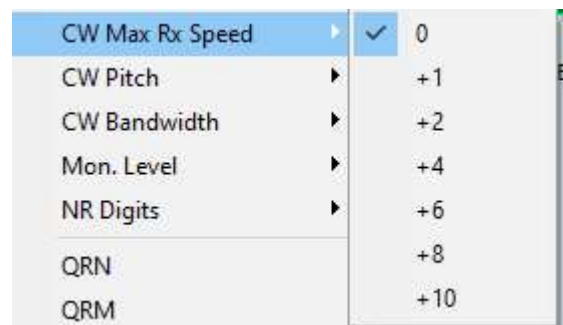 CW Max Rx Speed
CW Pitch
CW Bandwidth
Mon. Level
NR Digits
QRN
QRM
0
+1
+2
+4
+6
+8
+10